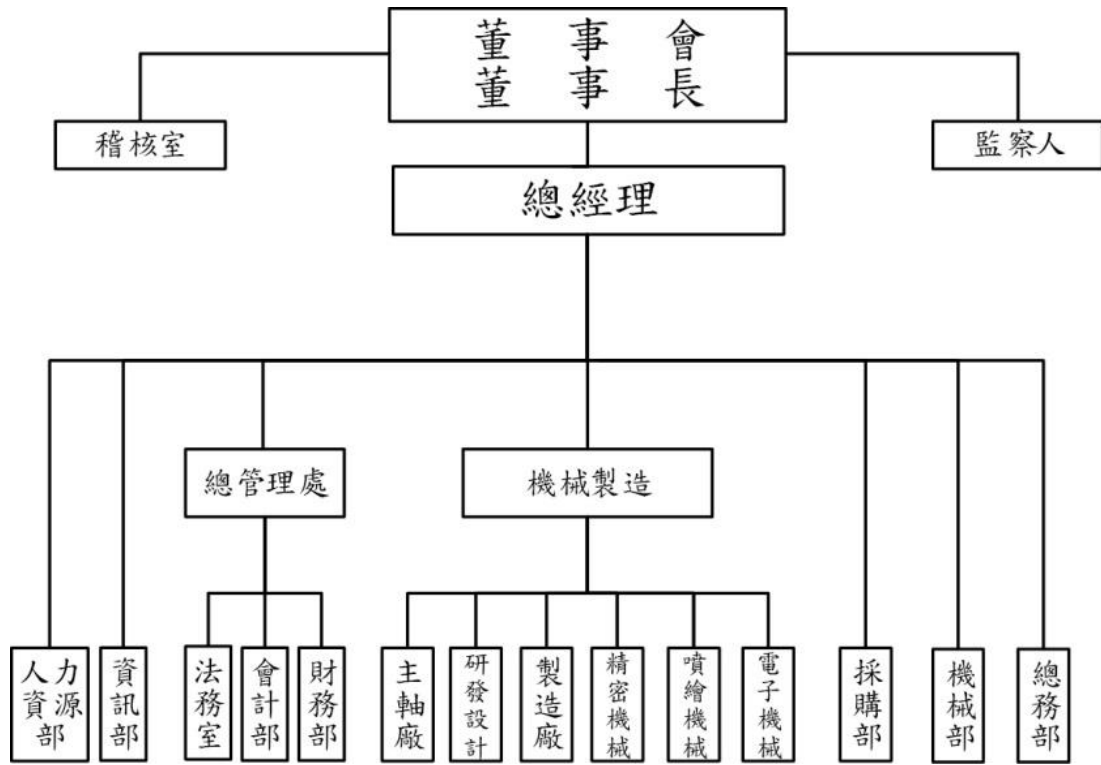 董事會
董事長
稽核室
監察人
總經理
總管理處
機械製造
人力資源部
資訊部
法務室
會計部
財務部
主軸廠
研發設計
製造廠
精密機械
噴繪機械
電子機械
採購部
機械部
總務部